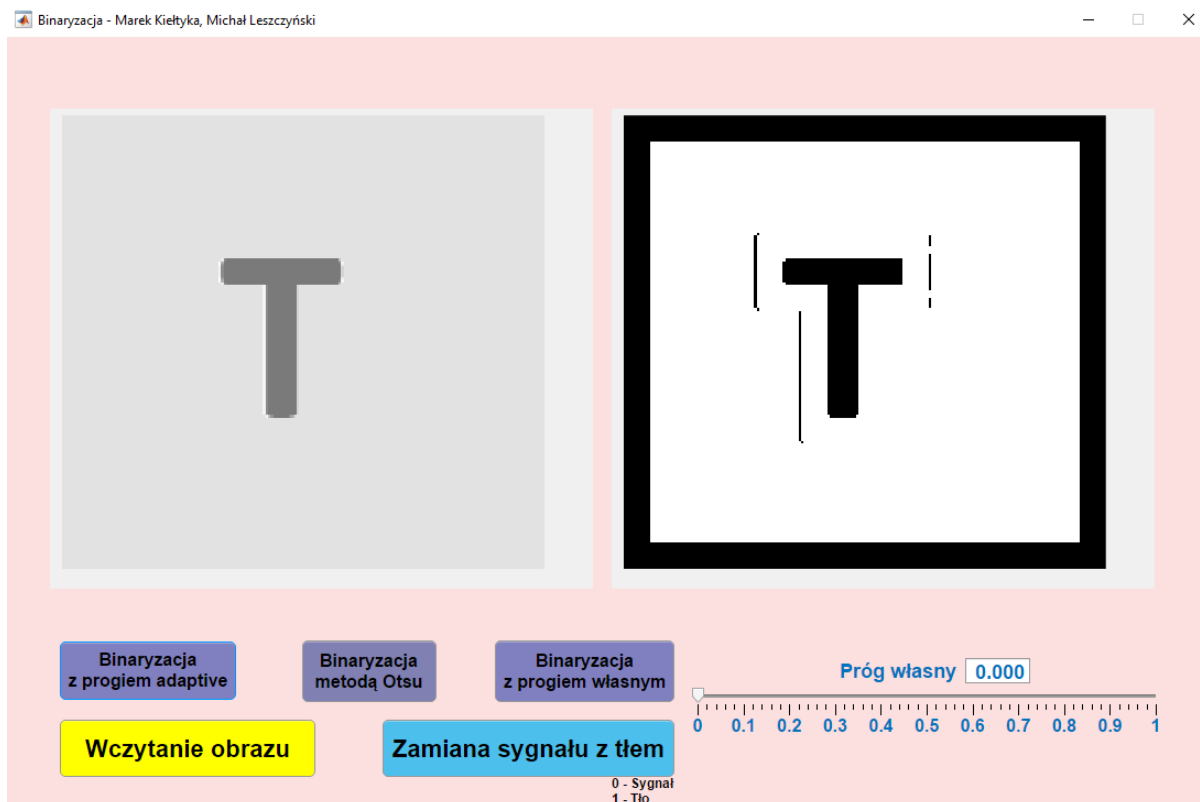 Binaryzacja - Marek Kiełtyka, Michał Leszczyński
T
T
Binaryzacja
z progiem adaptive
Binaryzacja
metodą Otsu
Binaryzacja
z progiem własnym
Próg własny 0.000
0 0.1 0.2 0.3 0.4 0.5 0.6 0.7 0.8 0.9 1
Wczytanie obrazu
Zamiana sygnału z tłem
0 - Sygnał
1 - Tło